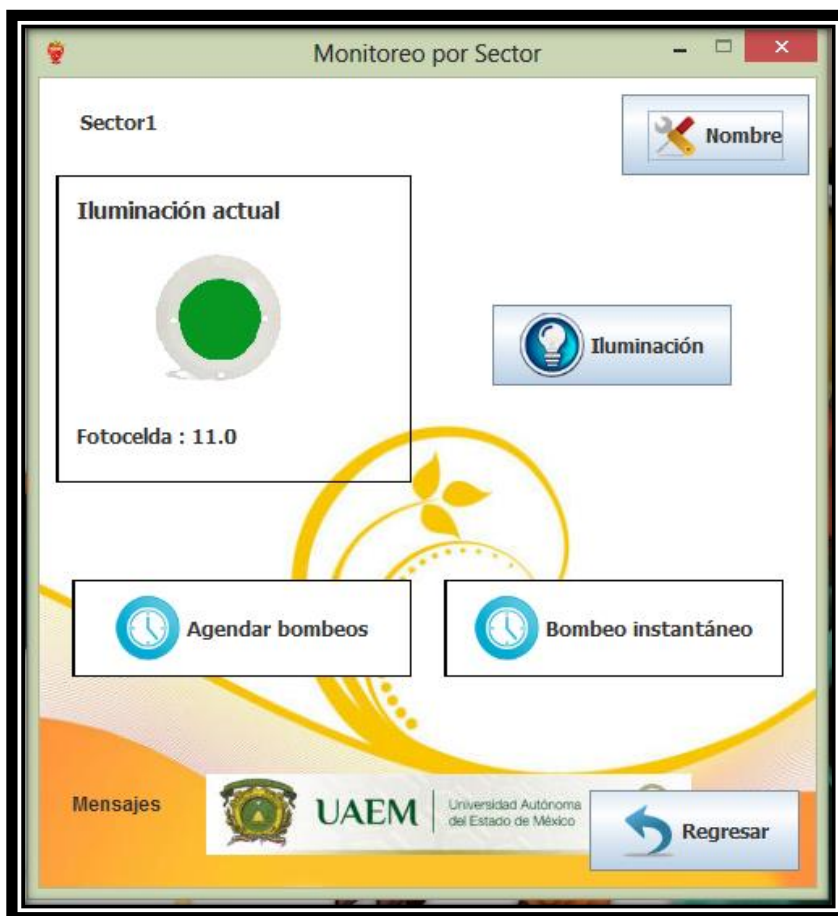 Monitoreo por Sector
Sector1
Nombre
Iluminación actual
Iluminación
Fotocelda : 11.0
Agendar bombeos
Bombeo instantáneo
Mensajes
UAEM
Universidad Autónoma
del Estado de México
Regresar